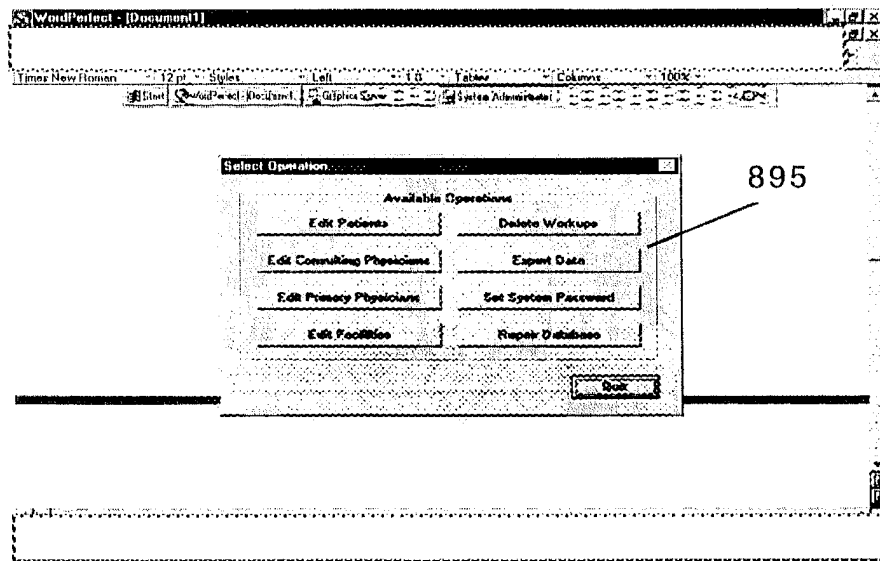 WordPerfect - [Document1]
Times New Roman 12 pt Styles Left 1.0 Tables Columns 100%
Start WordPerfect - [Document1] Graphics Server System Administrator
Select Operation
895
Available Operations
Edit Patients Delete Workups
Edit Consulting Physicians Export Data
Edit Primary Physicians Set System Password
Edit Facilities Repair Database
Quit